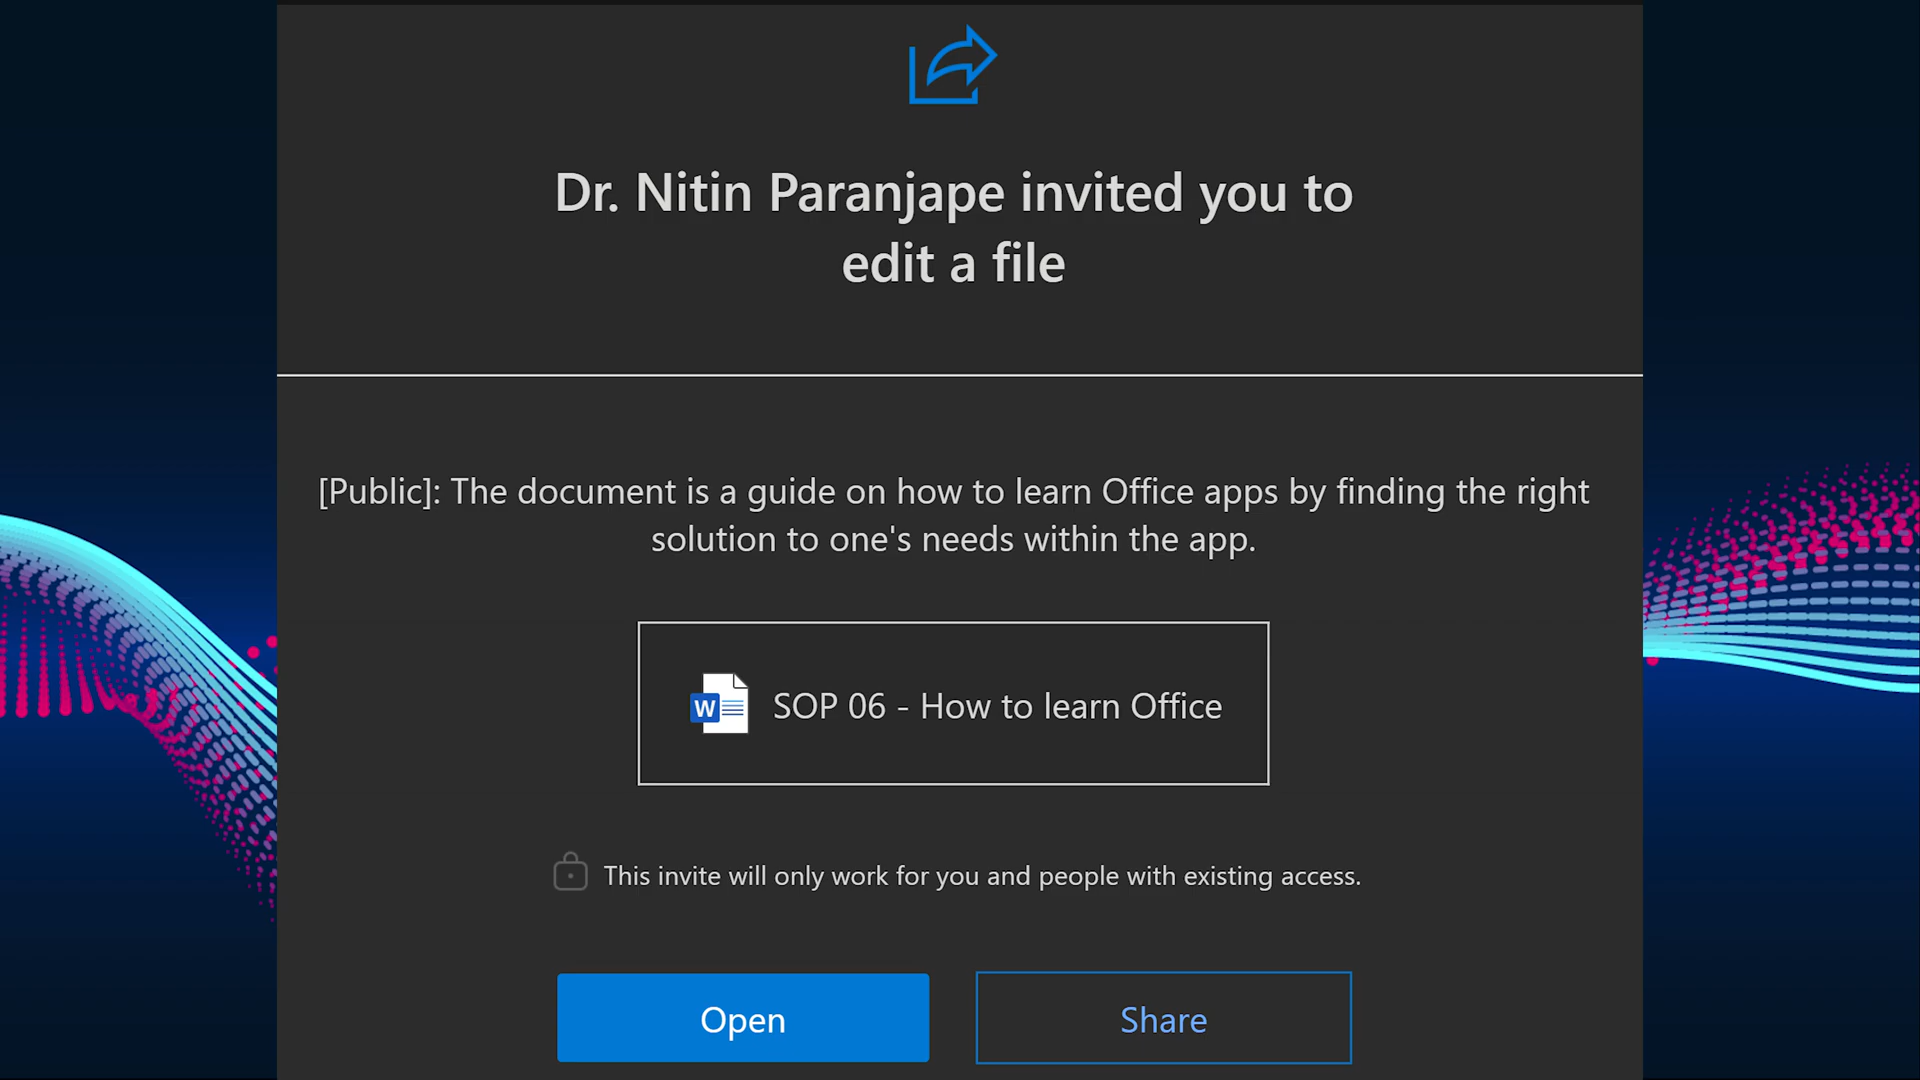 Dr. Nitin Paranjape invited you to
edit a file
[Public]: The document is a guide on how to learn Office apps by finding the right
solution to one's needs within the app.
W SOP 06 - How to learn Office
This invite will only work for you and people with existing access.
Open Share